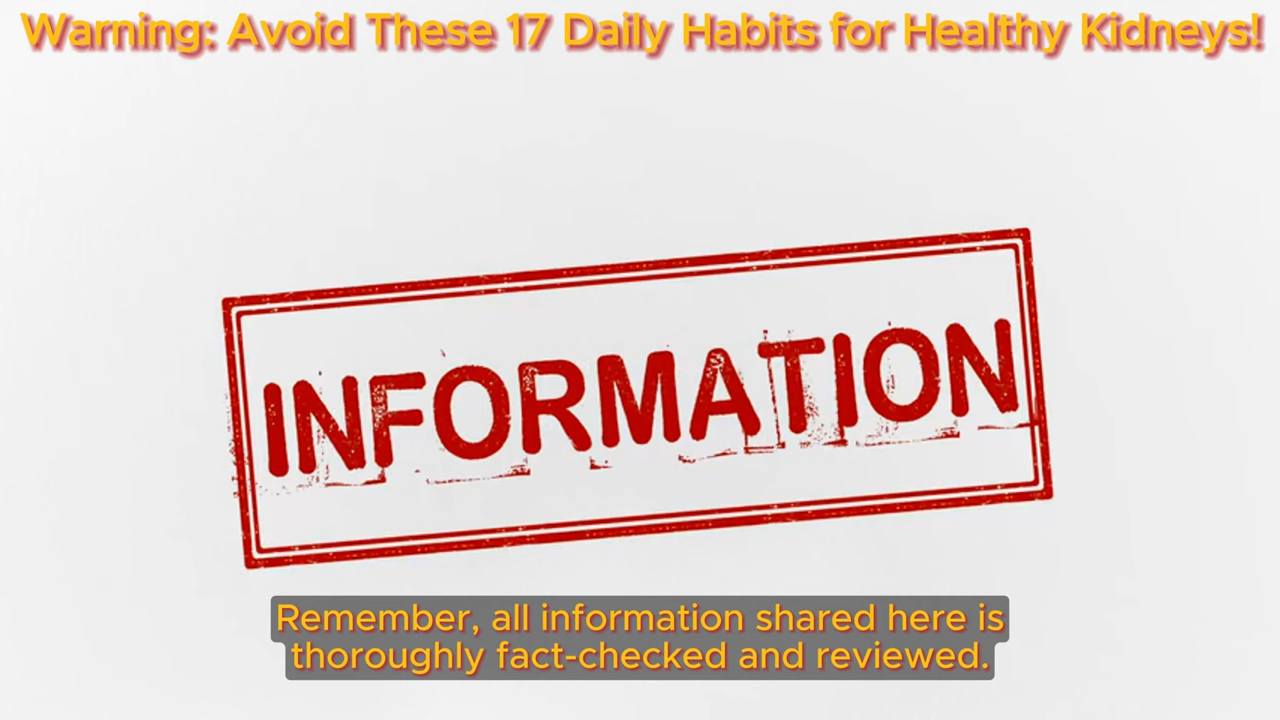 Warning: Avoid These 17 Daily Habits for Healthy Kidneys!
INFORMATION
Remember, all information shared here is
thoroughly fact-checked and reviewed.